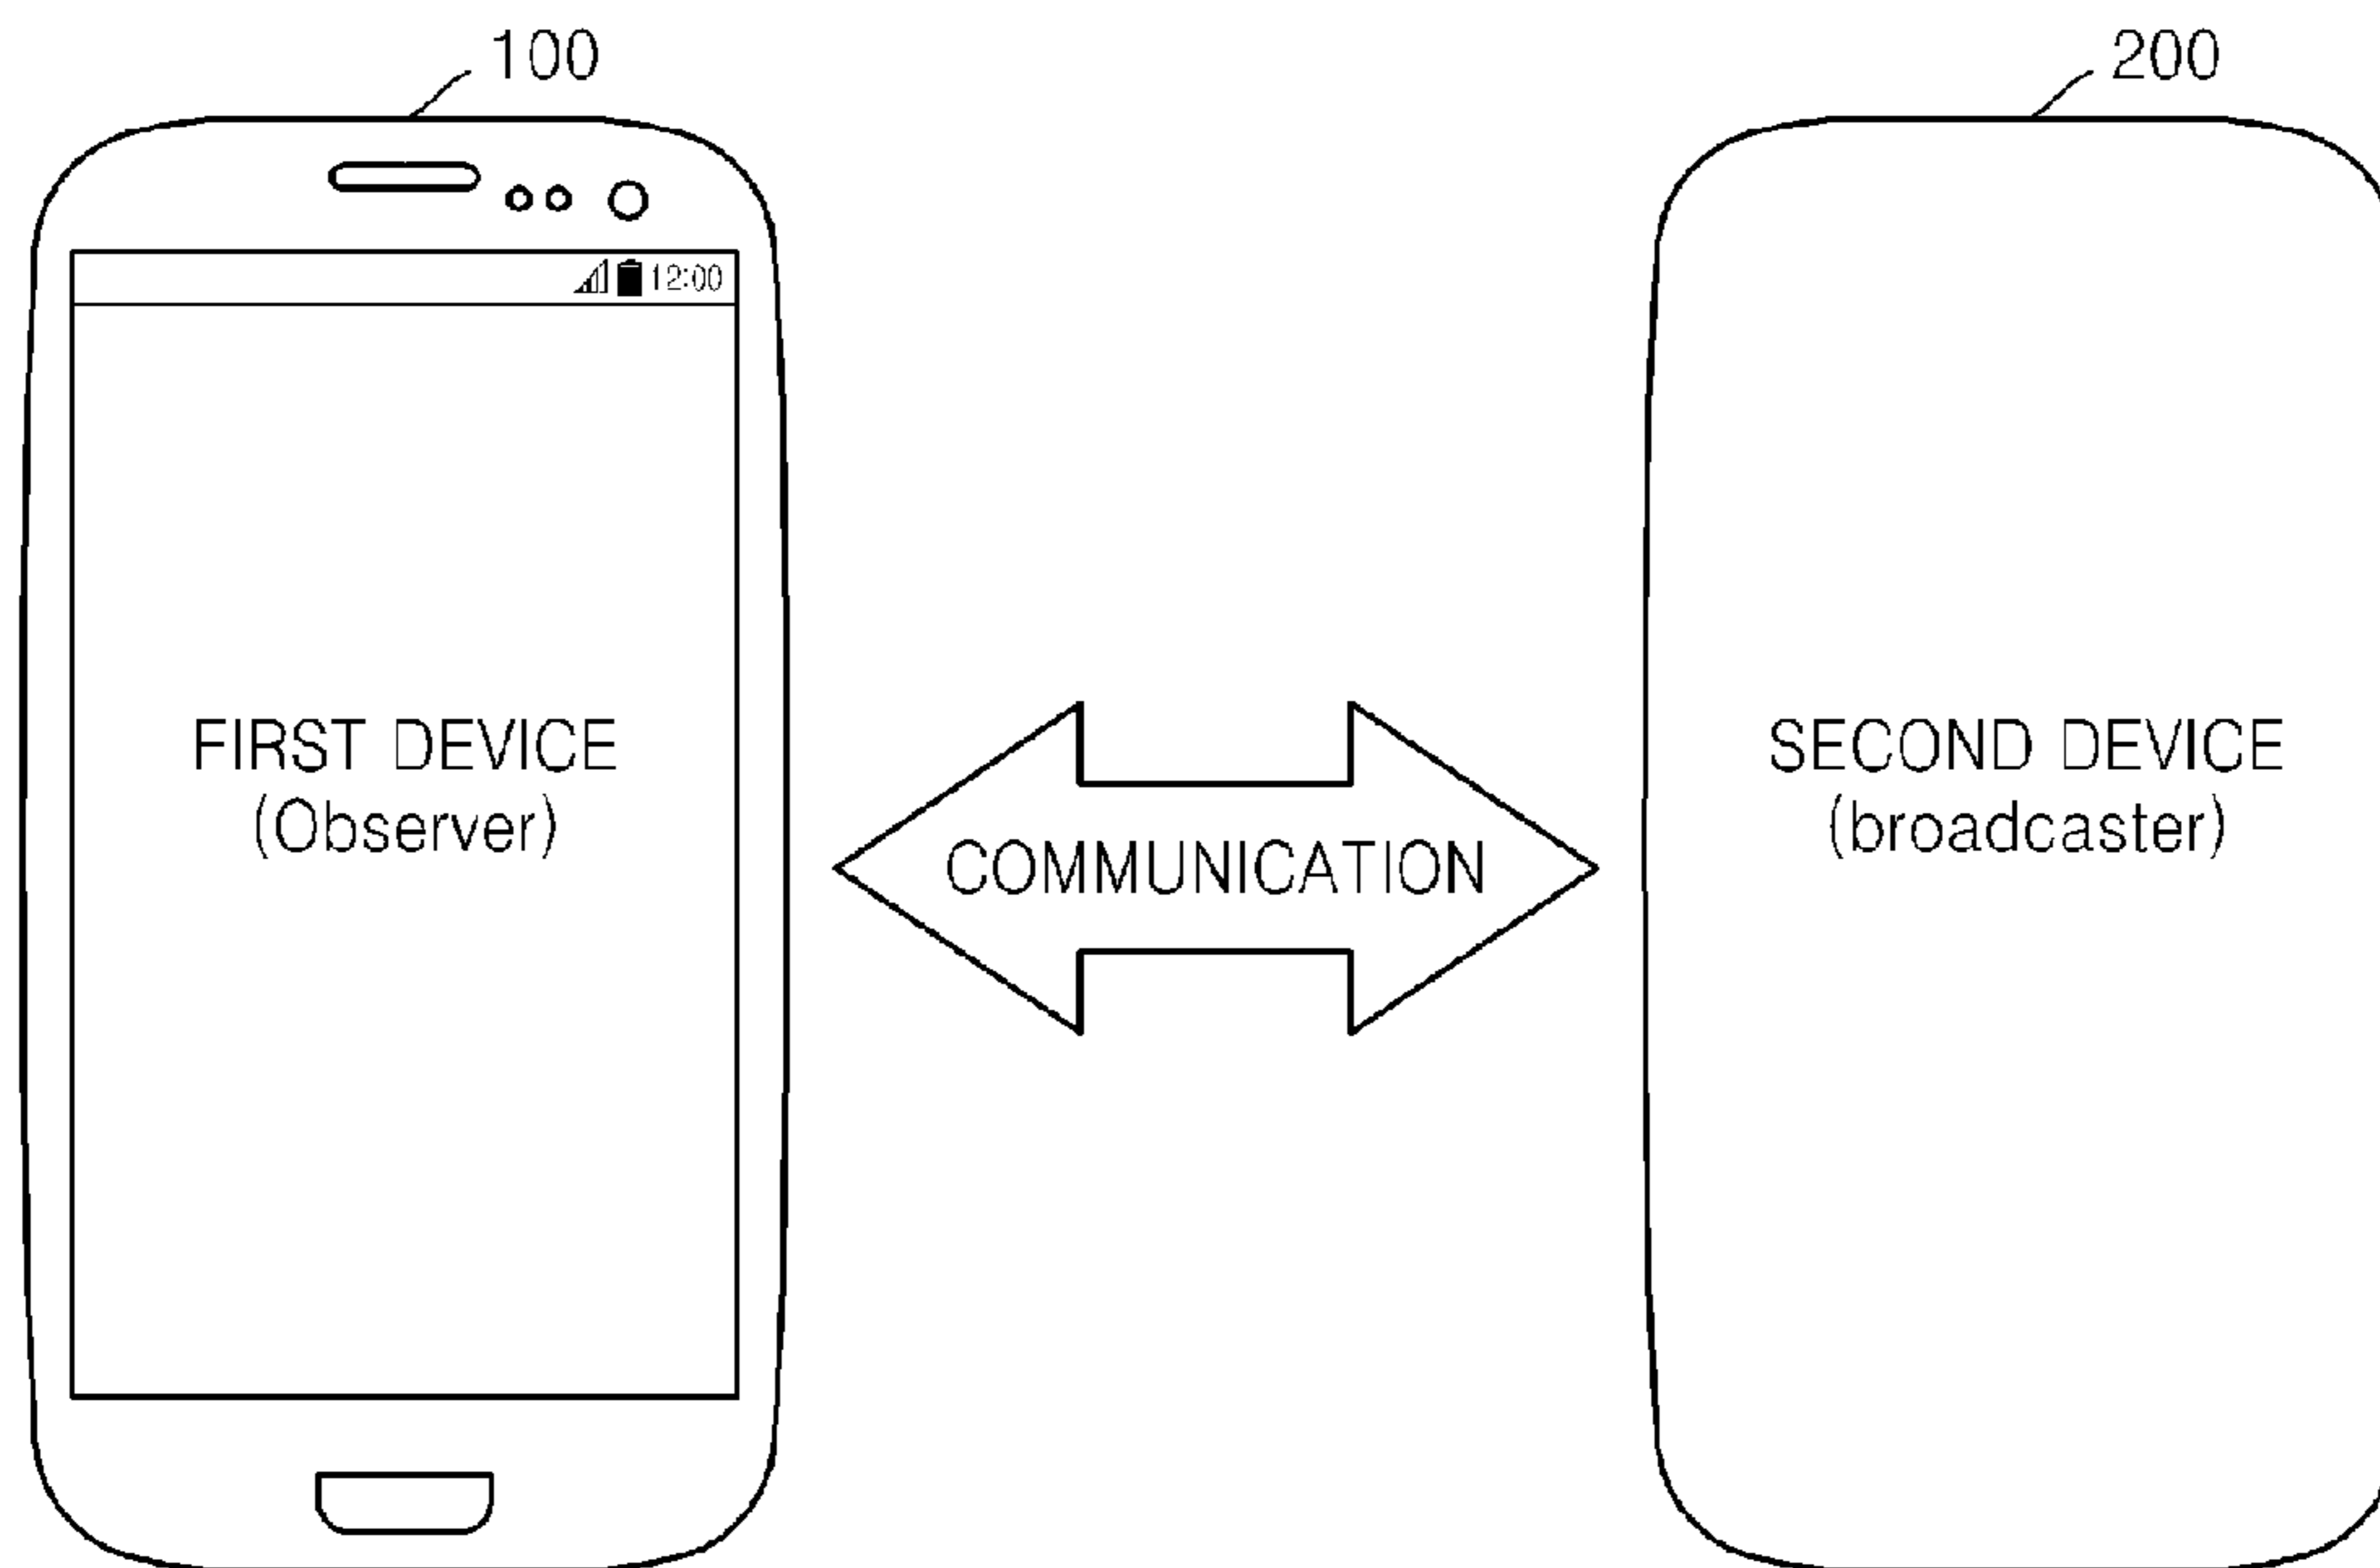 100
200
12:00
FIRST DEVICE
(Observer)
COMMUNICATION
SECOND DEVICE
(broadcaster)